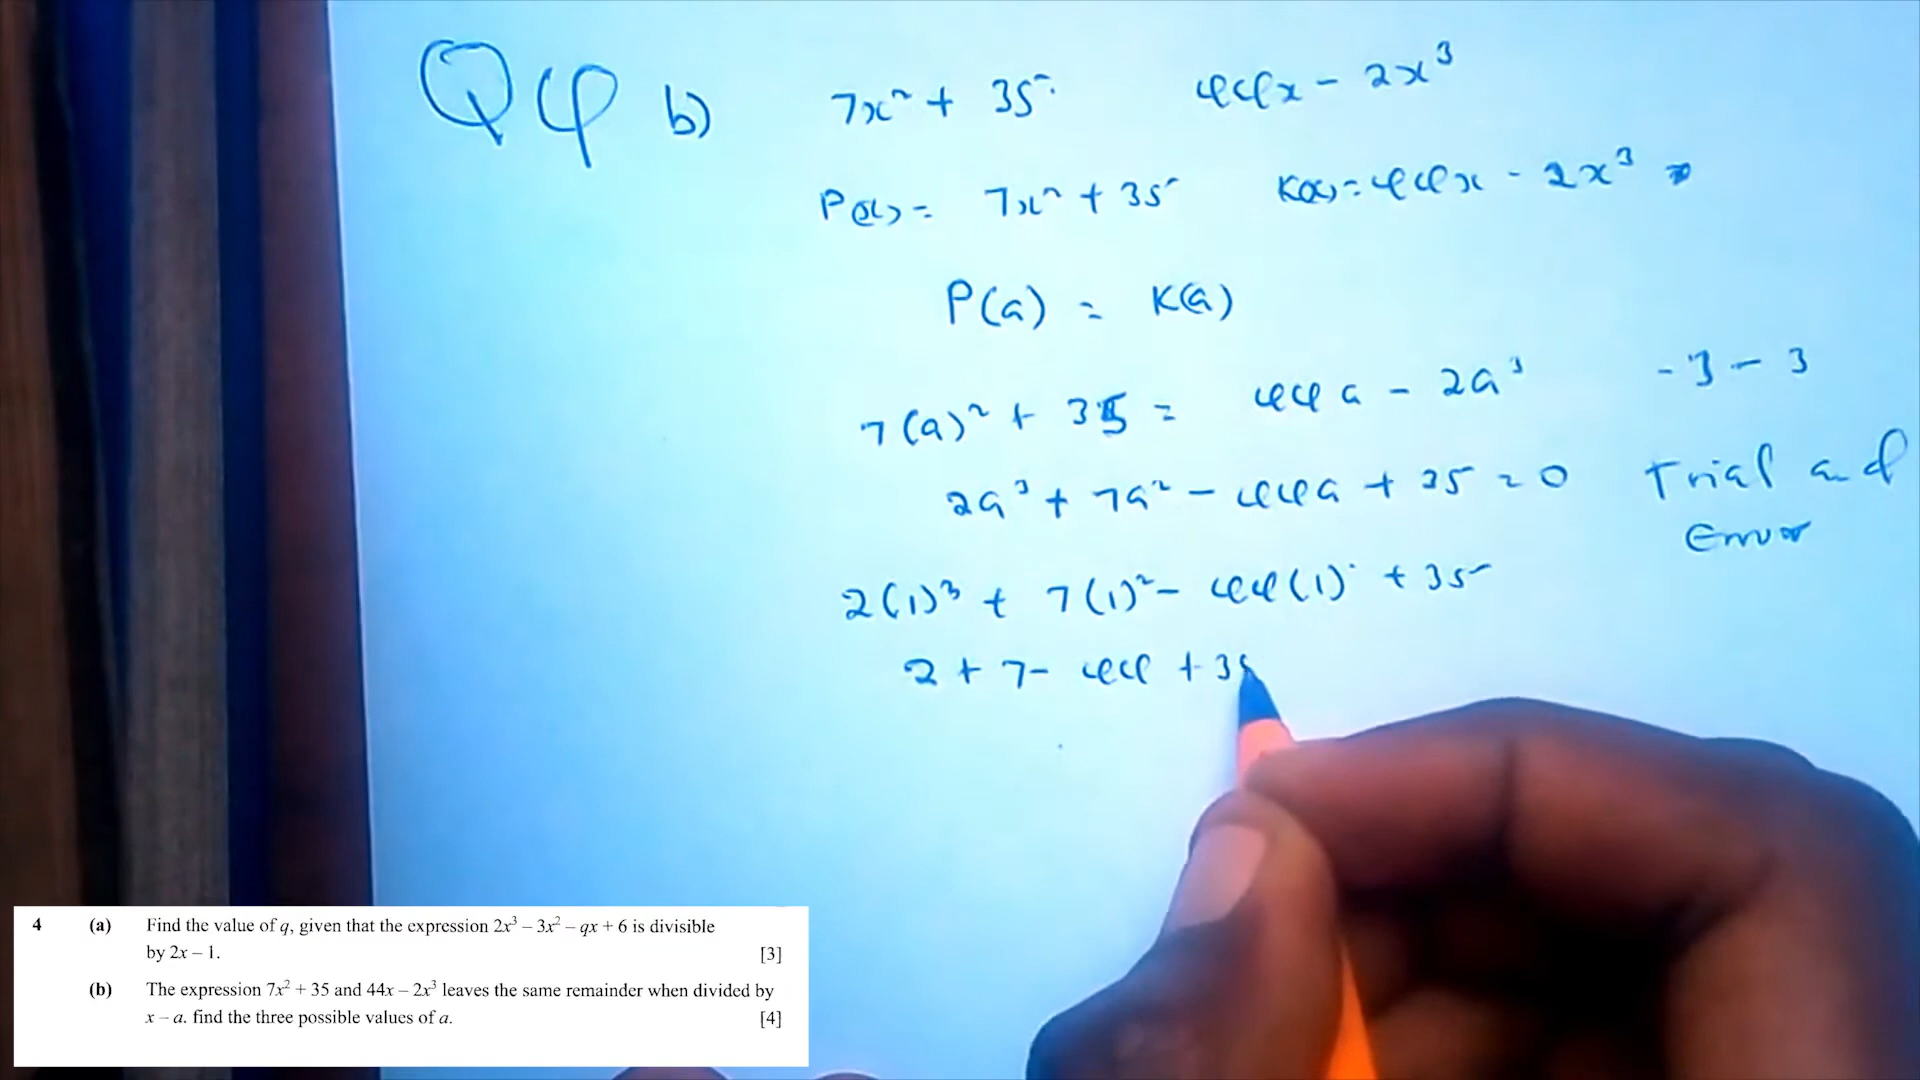 Q4 b) 7x² + 35 44x - 2x³
P(x) = 7x² + 35 K(x) = 44x - 2x³
P(a) = K(a)
7(a)² + 35 = 44a - 2a³ -3 - 3
2a³ + 7a² - 44a + 35 = 0 Trial and
Error
2(1)³ + 7(1)² - 44(1) + 35
2 + 7 - 44 + 35
4 (a) Find the value of q, given that the expression 2x³ – 3x² – qx + 6 is divisible
by 2x – 1. [3]
(b) The expression 7x² + 35 and 44x – 2x³ leaves the same remainder when divided by
x – a. find the three possible values of a. [4]